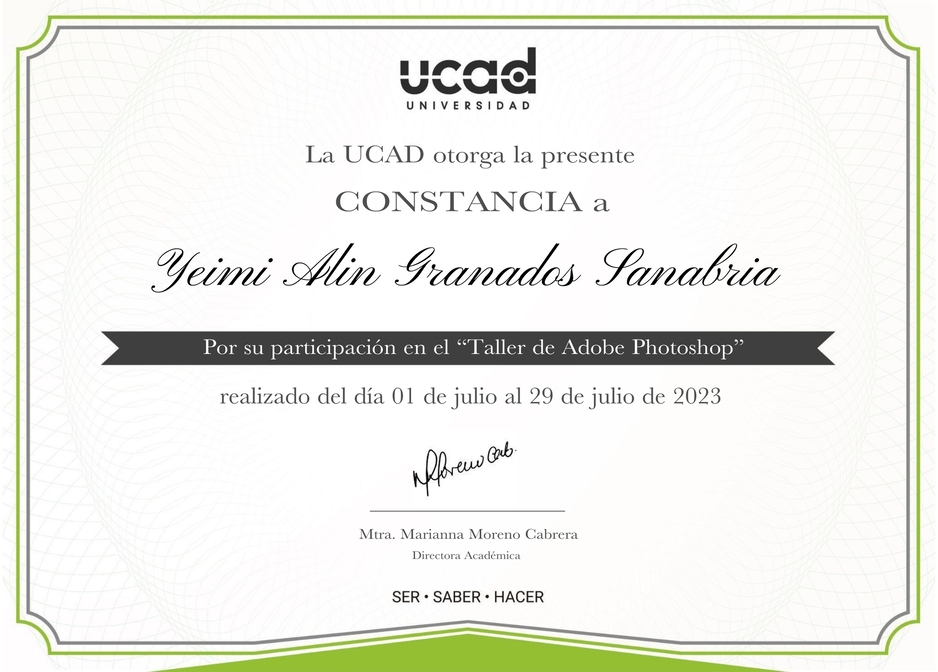 ucad
UNIVERSIDAD
La UCAD otorga la presente
CONSTANCIA a
Yeimi Alin Granados Sanabria
Por su participación en el “Taller de Adobe Photoshop”
realizado del día 01 de julio al 29 de julio de 2023
Mtra. Marianna Moreno Cabrera
Directora Académica
SER • SABER • HACER